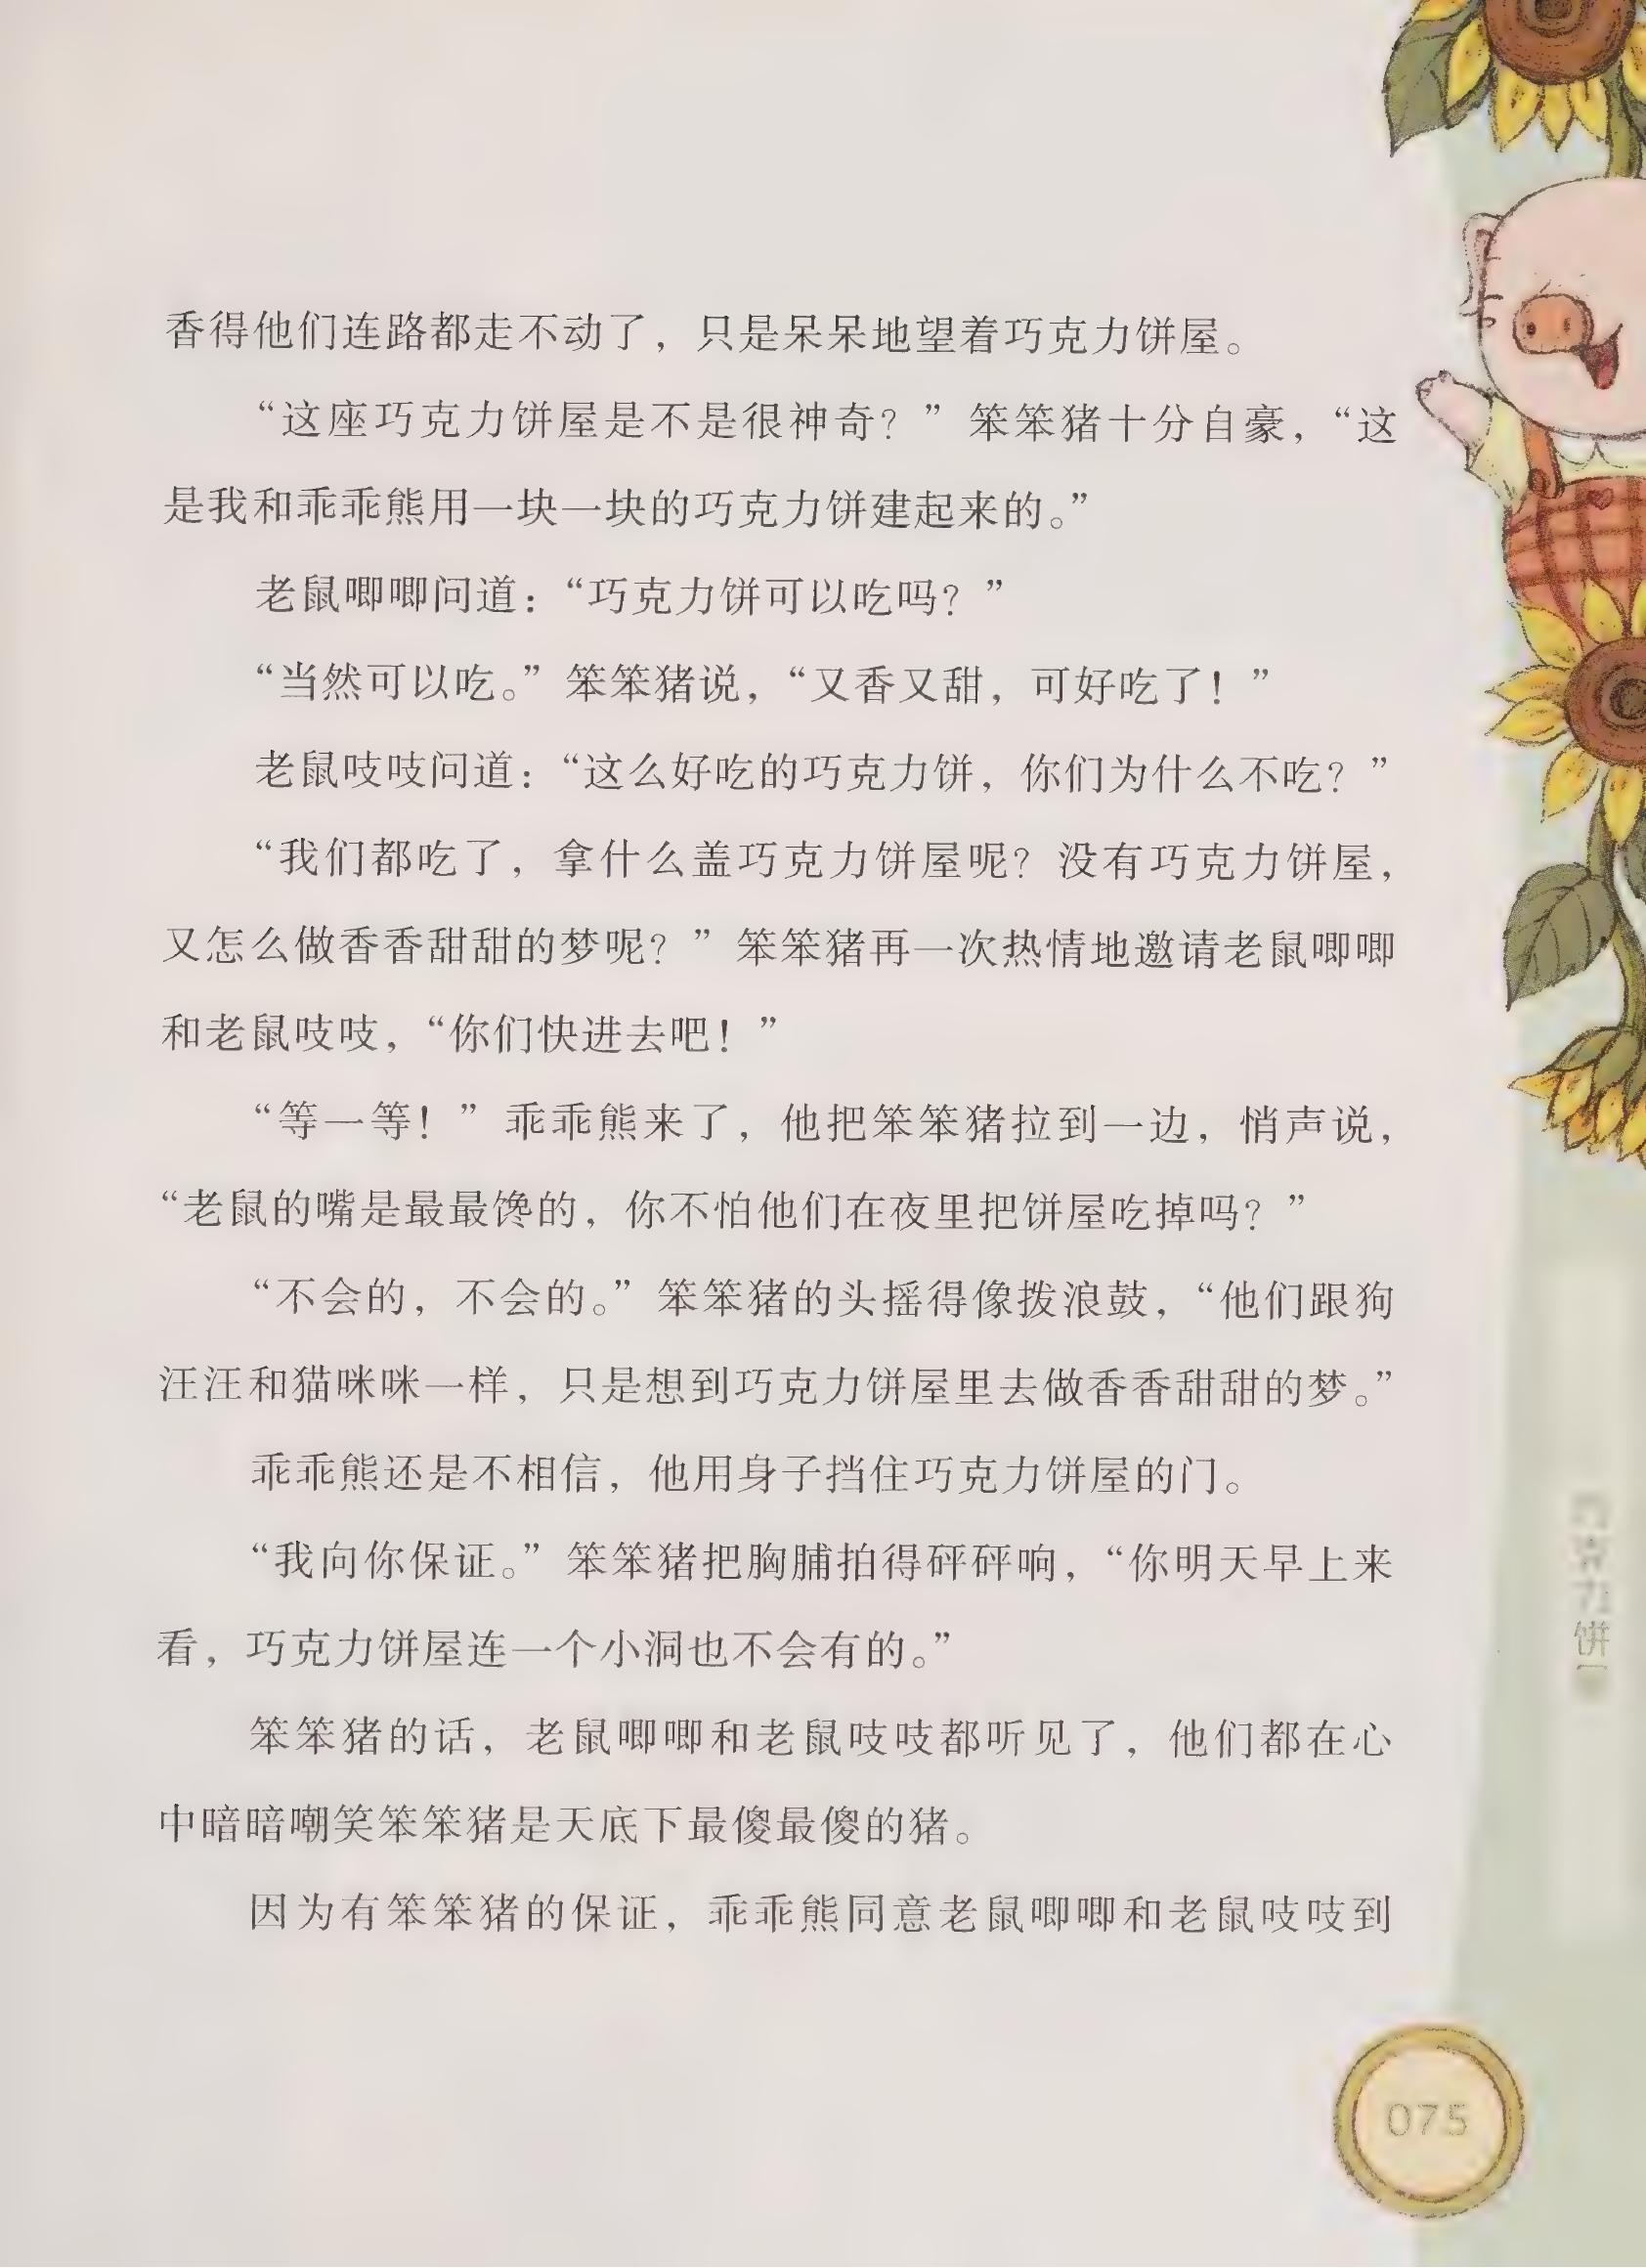 香得他们连路都走不动了，只是呆呆地望着巧克力饼屋。
“这座巧克力饼屋是不是很神奇？”笨笨猪十分自豪，“这
是我和乖乖熊用一块一块的巧克力饼建起来的。”
老鼠唧唧问道：“巧克力饼可以吃吗？”
“当然可以吃。”笨笨猪说，“又香又甜，可好吃了！”
老鼠吱吱问道：“这么好吃的巧克力饼，你们为什么不吃？”
“我们都吃了，拿什么盖巧克力饼屋呢？没有巧克力饼屋，
又怎么做香香甜甜的梦呢？”笨笨猪再一次热情地邀请老鼠唧唧
和老鼠吱吱，“你们快进去吧！”
“等一等！”乖乖熊来了，他把笨笨猪拉到一边，悄声说，
“老鼠的嘴是最最馋的，你不怕他们在夜里把饼屋吃掉吗？”
“不会的，不会的。”笨笨猪的头摇得像拨浪鼓，“他们跟狗
汪汪和猫咪咪一样，只是想到巧克力饼屋里去做香香甜甜的梦。”
乖乖熊还是不相信，他用身子挡住巧克力饼屋的门。
“我向你保证。”笨笨猪把胸脯拍得砰砰响，“你明天早上来
看，巧克力饼屋连一个小洞也不会有的。”
笨笨猪的话，老鼠唧唧和老鼠吱吱都听见了，他们都在心
中暗暗嘲笑笨笨猪是天底下最傻最傻的猪。
因为有笨笨猪的保证，乖乖熊同意老鼠唧唧和老鼠吱吱到
巧克力饼
075